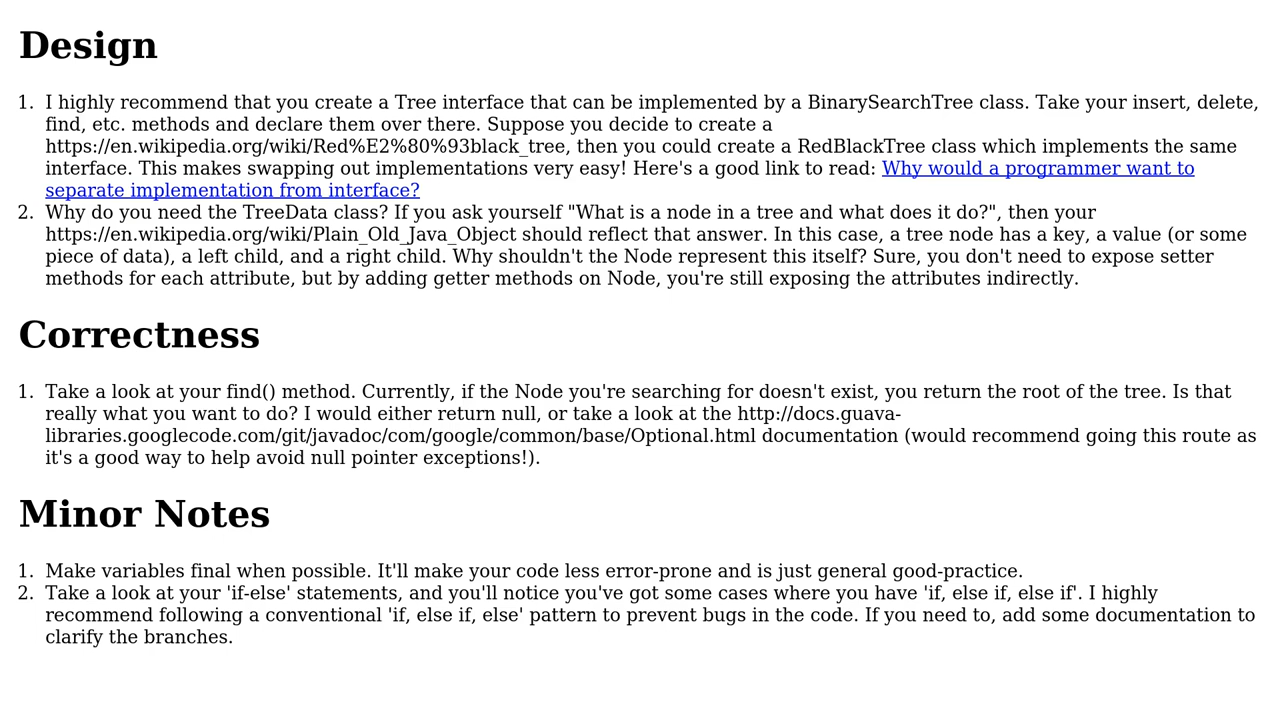 Design
1. I highly recommend that you create a Tree interface that can be implemented by a BinarySearchTree class. Take your insert, delete,
find, etc. methods and declare them over there. Suppose you decide to create a
https://en.wikipedia.org/wiki/Red%E2%80%93black_tree, then you could create a RedBlackTree class which implements the same
interface. This makes swapping out implementations very easy! Here's a good link to read: Why would a programmer want to
separate implementation from interface?
2. Why do you need the TreeData class? If you ask yourself "What is a node in a tree and what does it do?", then your
https://en.wikipedia.org/wiki/Plain_Old_Java_Object should reflect that answer. In this case, a tree node has a key, a value (or some
piece of data), a left child, and a right child. Why shouldn't the Node represent this itself? Sure, you don't need to expose setter
methods for each attribute, but by adding getter methods on Node, you're still exposing the attributes indirectly.
Correctness
1. Take a look at your find() method. Currently, if the Node you're searching for doesn't exist, you return the root of the tree. Is that
really what you want to do? I would either return null, or take a look at the http://docs.guava-
libraries.googlecode.com/git/javadoc/com/google/common/base/Optional.html documentation (would recommend going this route as
it's a good way to help avoid null pointer exceptions!).
Minor Notes
1. Make variables final when possible. It'll make your code less error-prone and is just general good-practice.
2. Take a look at your 'if-else' statements, and you'll notice you've got some cases where you have 'if, else if, else if'. I highly
recommend following a conventional 'if, else if, else' pattern to prevent bugs in the code. If you need to, add some documentation to
clarify the branches.